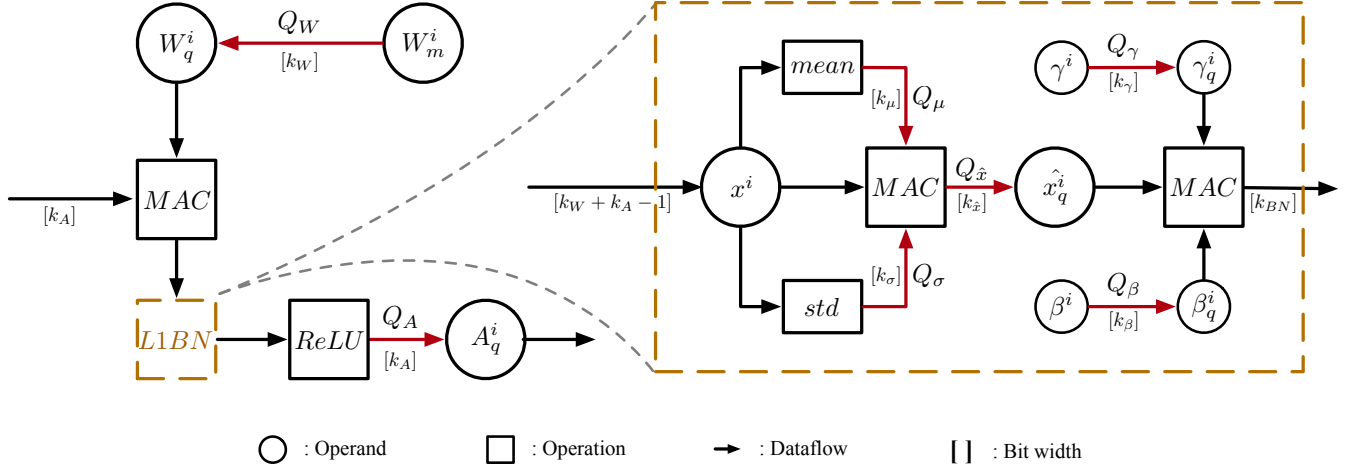 Q_W
W_q^i
W_m^i
[k_W]
MAC
[k_A]
L1BN
ReLU
Q_A
[k_A]
A_q^i
mean
[k_μ] Q_μ
γ^i
Q_γ
[k_γ]
γ_q^i
[k_W + k_A − 1]
x^i
MAC
Q_x̂
[k_x̂]
x̂_q^i
MAC
[k_BN]
std
[k_σ] Q_σ
β^i
Q_β
[k_β]
β_q^i
: Operand
: Operation
: Dataflow
[ ] : Bit width